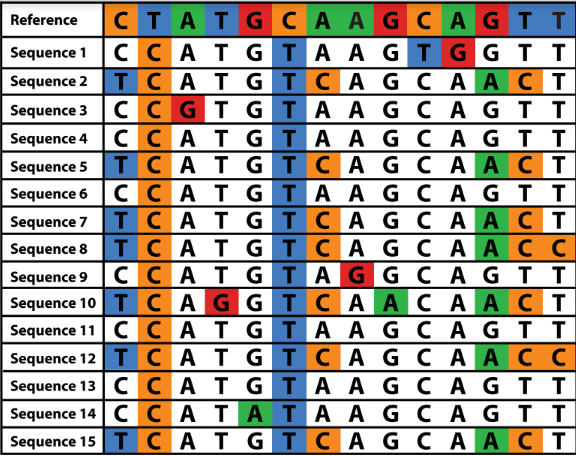 Reference C T A T G C A A G C A G T T
Sequence 1 C C A T G T A A G T G G T T
Sequence 2 T C A T G T C A G C A A C T
Sequence 3 C C G T G T A A G C A G T T
Sequence 4 C C A T G T A A G C A G T T
Sequence 5 T C A T G T C A G C A A C T
Sequence 6 C C A T G T A A G C A G T T
Sequence 7 T C A T G T C A G C A A C T
Sequence 8 T C A T G T C A G C A A C C
Sequence 9 C C A T G T A G G C A G T T
Sequence 10 T C A G G T C A A C A A C T
Sequence 11 C C A T G T A A G C A G T T
Sequence 12 T C A T G T C A G C A A C C
Sequence 13 C C A T G T A A G C A G T T
Sequence 14 C C A T A T A A G C A G T T
Sequence 15 T C A T G T C A G C A A C T